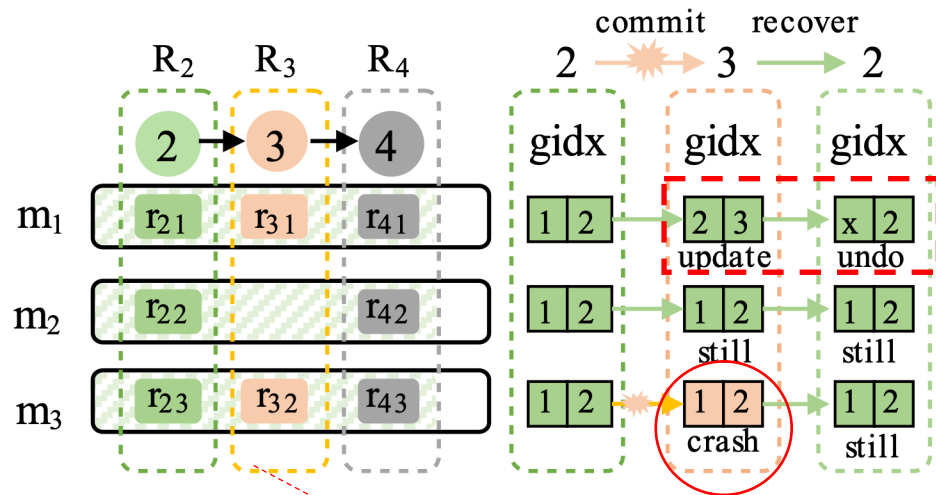 commit recover
R2 R3 R4 2 3 2
2 3 4 gidx gidx gidx
m1 r21 r31 r41 1 2 2 3 x 2
update undo
m2 r22 r42 1 2 1 2 1 2
still still
m3 r23 r32 r43 1 2 1 2 1 2
crash still